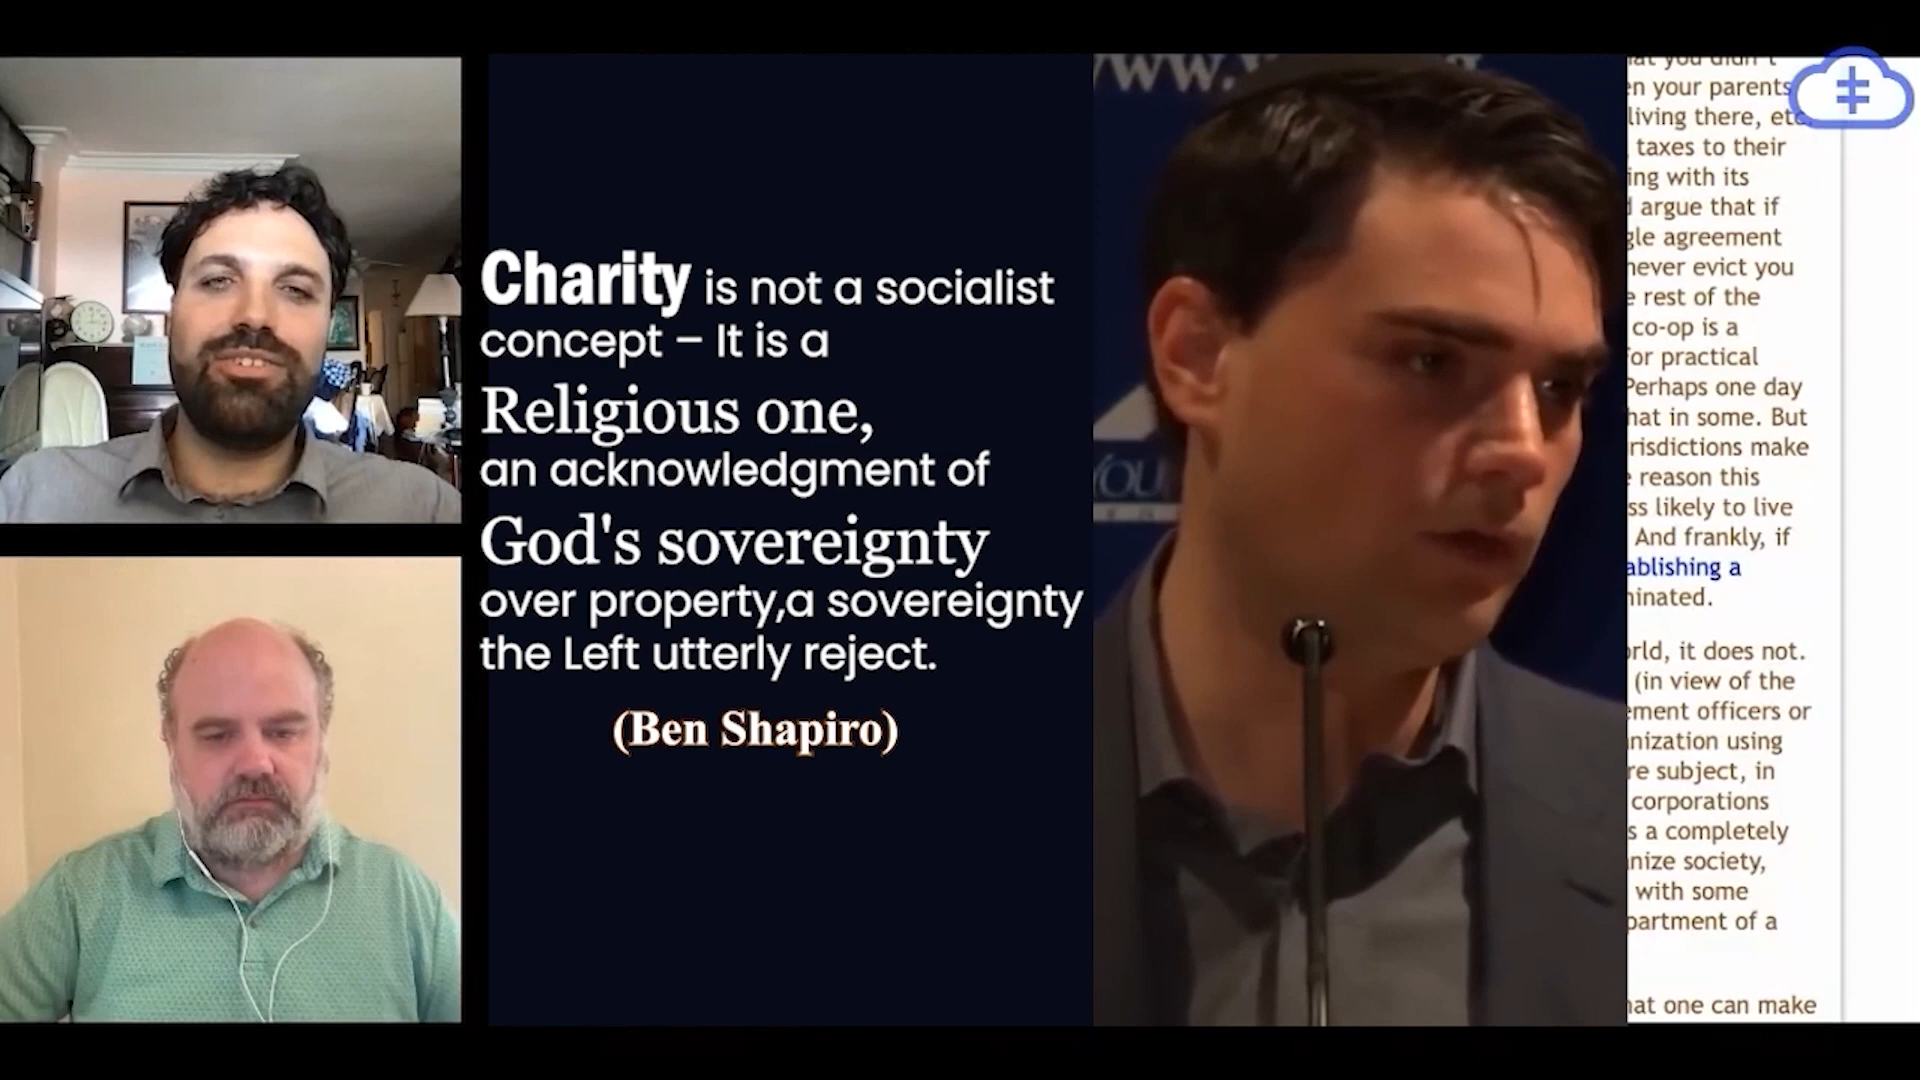 Charity is not a socialist
concept – It is a
Religious one,
an acknowledgment of
God's sovereignty
over property,a sovereignty
the Left utterly reject.
(Ben Shapiro)
en your parents
living there, etc.
taxes to their
ing with its
argue that if
gle agreement
never evict you
rest of the
co-op is a
for practical
Perhaps one day
hat in some. But
risdictions make
reason this
ss likely to live
And frankly, if
ablishing a
ninated.
rld, it does not.
(in view of the
ement officers or
nization using
re subject, in
corporations
s a completely
nize society,
with some
partment of a
hat one can make